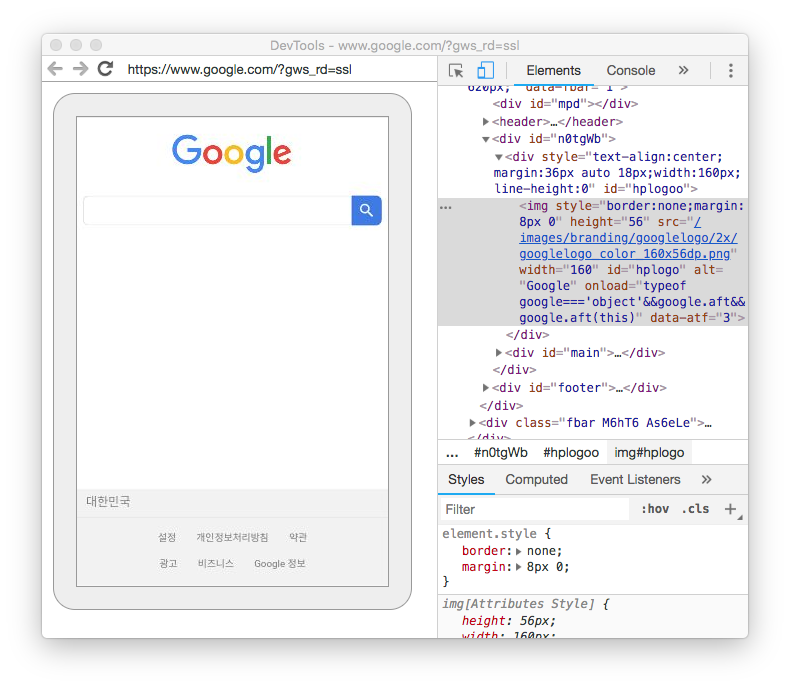 DevTools - www.google.com/?gws_rd=ssl
https://www.google.com/?gws_rd=ssl
Elements Console »
Google
620px;" data-fbar="1">
<div id="mpd"></div>
▶<header>…</header>
▼<div id="n0tgWb">
▼<div style="text-align:center;
margin:36px auto 18px;width:160px;
line-height:0" id="hplogoo">
… <img style="border:none;margin:
8px 0" height="56" src="/
images/branding/googlelogo/2x/
googlelogo_color_160x56dp.png"
width="160" id="hplogo" alt=
"Google" onload="typeof
google==='object'&&google.aft&&
google.aft(this)" data-atf="3">
</div>
▶<div id="main">…</div>
</div>
▶<div id="footer">…</div>
</div>
▶<div class="fbar M6hT6 As6eLe">…
</div>
... #n0tgWb #hplogoo img#hplogo
Styles Computed Event Listeners »
Filter :hov .cls +
element.style {
border:▶ none;
margin:▶ 8px 0;
}
img[Attributes Style] {
height: 56px;
width: 160px;
대한민국
설정 개인정보처리방침 약관
광고 비즈니스 Google 정보